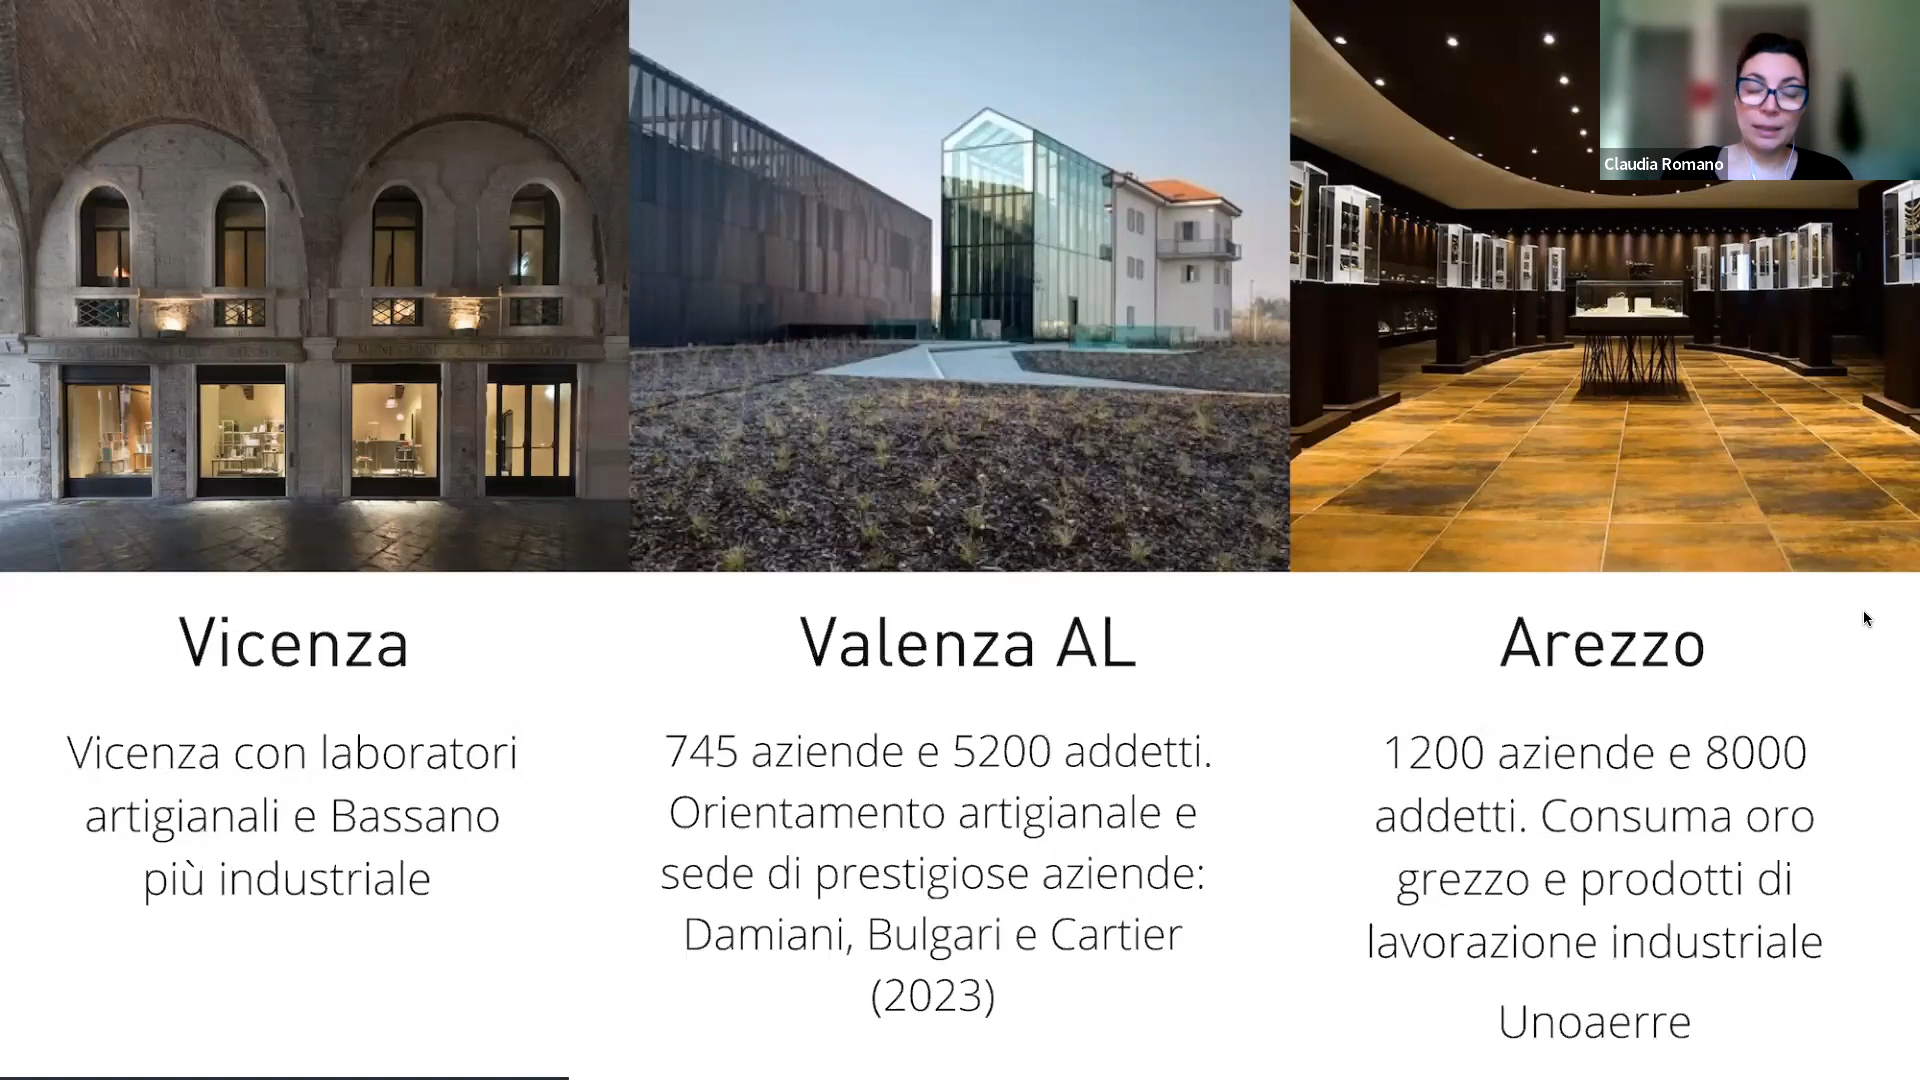 Claudia Romano
Vicenza
Vicenza con laboratori
artigianali e Bassano
più industriale
Valenza AL
745 aziende e 5200 addetti.
Orientamento artigianale e
sede di prestigiose aziende:
Damiani, Bulgari e Cartier
(2023)
Arezzo
1200 aziende e 8000
addetti. Consuma oro
grezzo e prodotti di
lavorazione industriale
Unoaerre